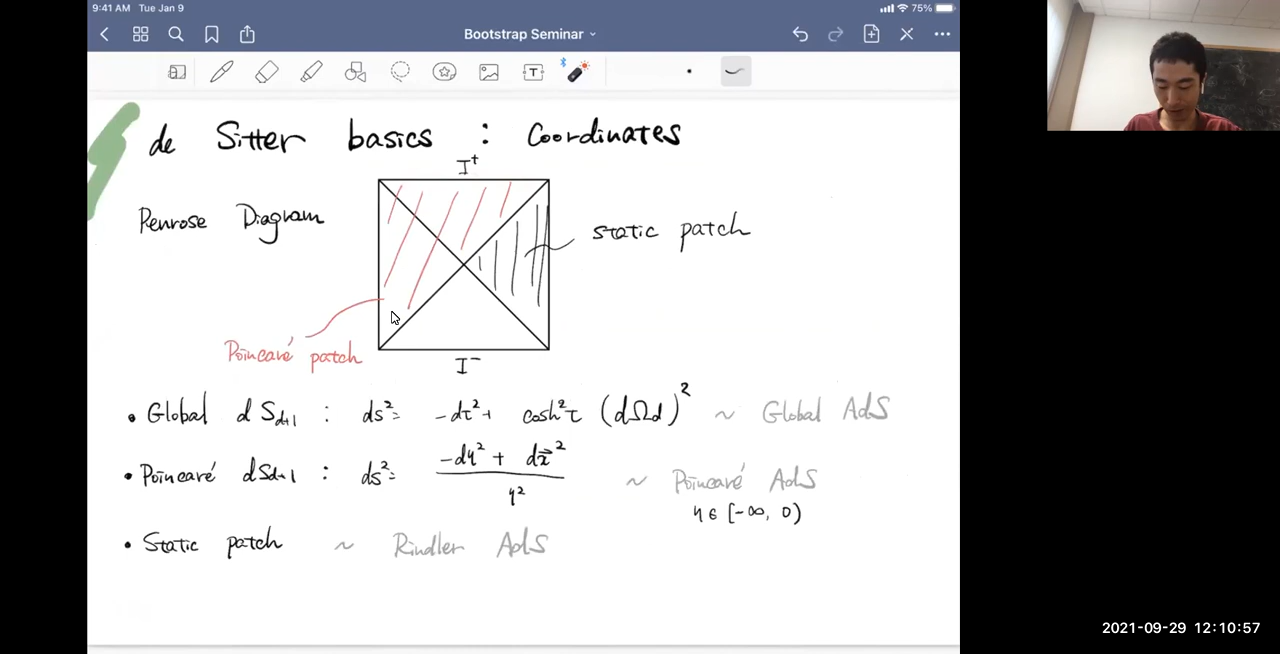 9:41 AM Tue Jan 9
75%
Bootstrap Seminar
de Sitter basics : Coordinates
I⁺
Penrose Diagram
static patch
Poincaré patch
I⁻
• Global dS_{d+1} : ds² = -dτ² + cosh²τ (dΩ_d)² ~ Global AdS
• Poincaré dS_{d+1} : ds² = (-dη² + dx⃗²) / η² ~ Poincaré AdS
η ∈ [-∞, 0)
• Static patch ~ Rindler AdS
2021-09-29 12:10:57